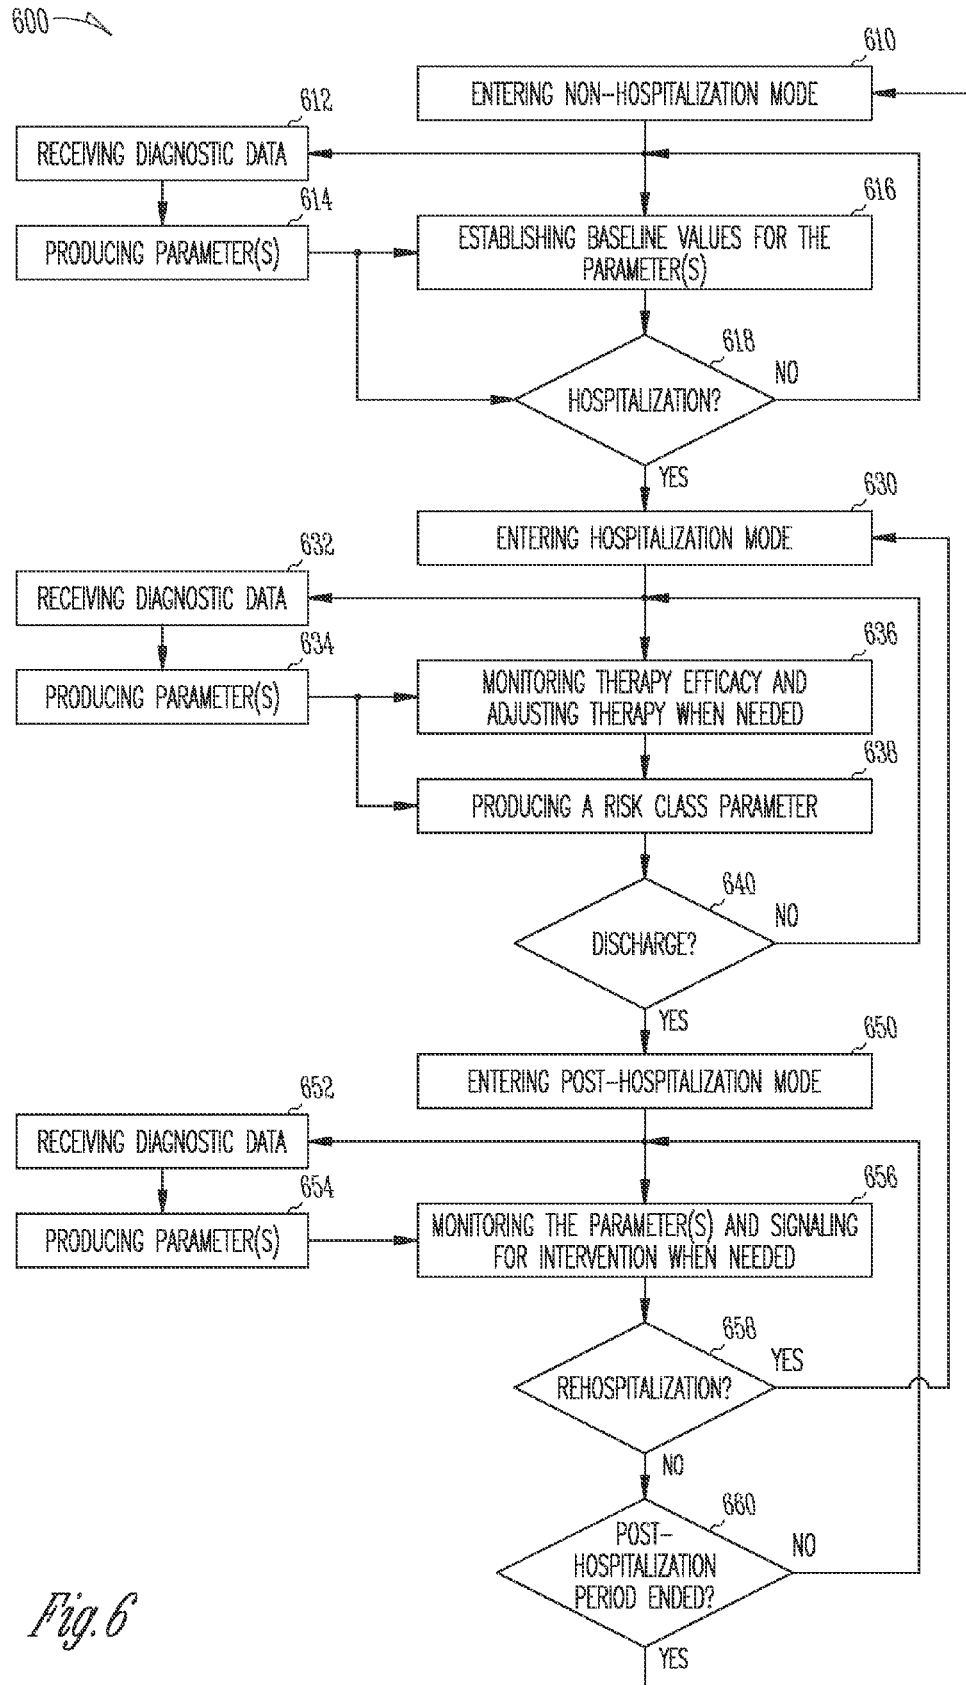 600
610
ENTERING NON-HOSPITALIZATION MODE
612
RECEIVING DIAGNOSTIC DATA
614
PRODUCING PARAMETER(S)
616
ESTABLISHING BASELINE VALUES FOR THE
PARAMETER(S)
618
HOSPITALIZATION?
NO
YES
630
ENTERING HOSPITALIZATION MODE
632
RECEIVING DIAGNOSTIC DATA
634
PRODUCING PARAMETER(S)
636
MONITORING THERAPY EFFICACY AND
ADJUSTING THERAPY WHEN NEEDED
638
PRODUCING A RISK CLASS PARAMETER
640
DISCHARGE?
NO
YES
650
ENTERING POST-HOSPITALIZATION MODE
652
RECEIVING DIAGNOSTIC DATA
654
PRODUCING PARAMETER(S)
656
MONITORING THE PARAMETER(S) AND SIGNALING
FOR INTERVENTION WHEN NEEDED
658
REHOSPITALIZATION?
YES
NO
660
POST-
HOSPITALIZATION
PERIOD ENDED?
NO
YES
Fig. 6